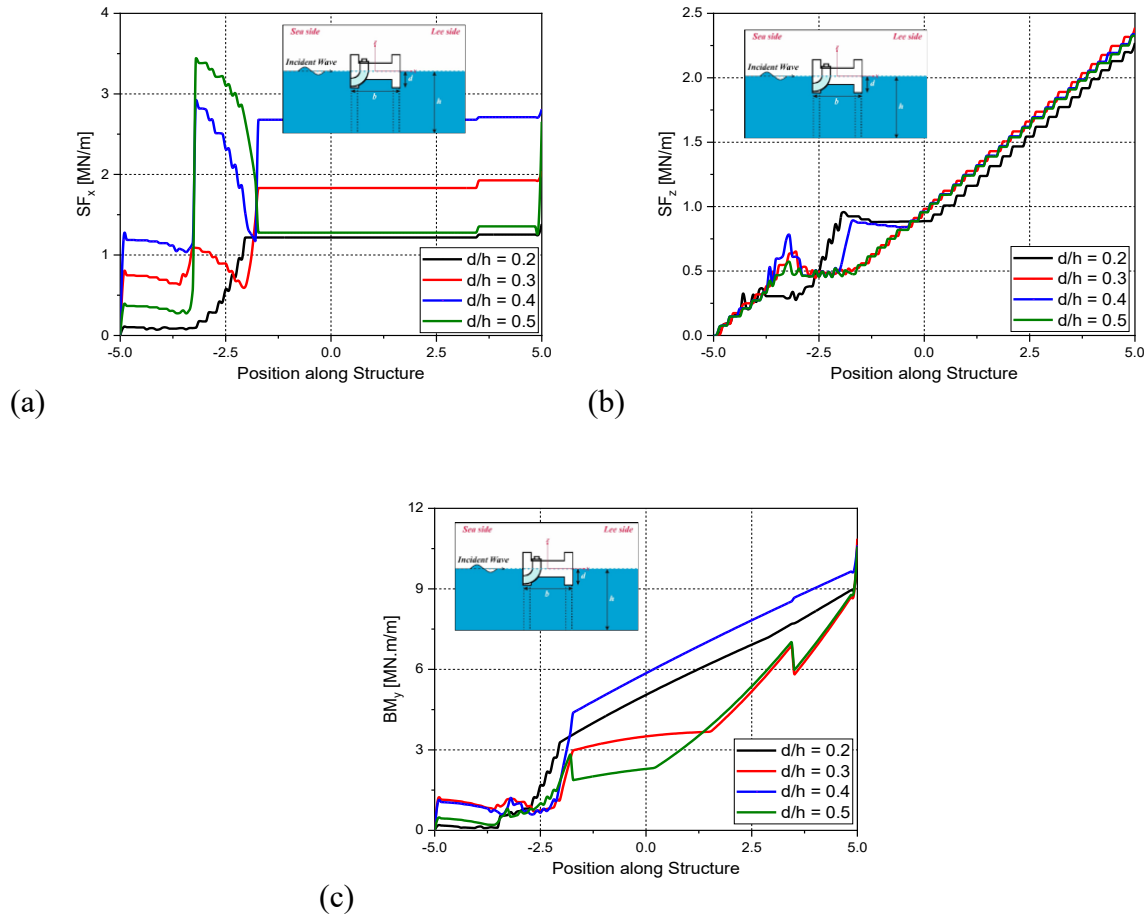 Sea side Lee side
Incident Wave
f
d
b
h
SFx [MN/m]
4
3
2
1
0
-5.0 -2.5 0.0 2.5 5.0
Position along Structure
d/h = 0.2
d/h = 0.3
d/h = 0.4
d/h = 0.5
(a)
Sea side Lee side
Incident Wave
f
d
b
h
SFz [MN/m]
2.5
2.0
1.5
1.0
0.5
0.0
-5.0 -2.5 0.0 2.5 5.0
Position along Structure
d/h = 0.2
d/h = 0.3
d/h = 0.4
d/h = 0.5
(b)
Sea side Lee side
Incident Wave
f
d
b
h
BMy [MN.m/m]
12
9
6
3
0
-5.0 -2.5 0.0 2.5 5.0
Position along Structure
d/h = 0.2
d/h = 0.3
d/h = 0.4
d/h = 0.5
(c)